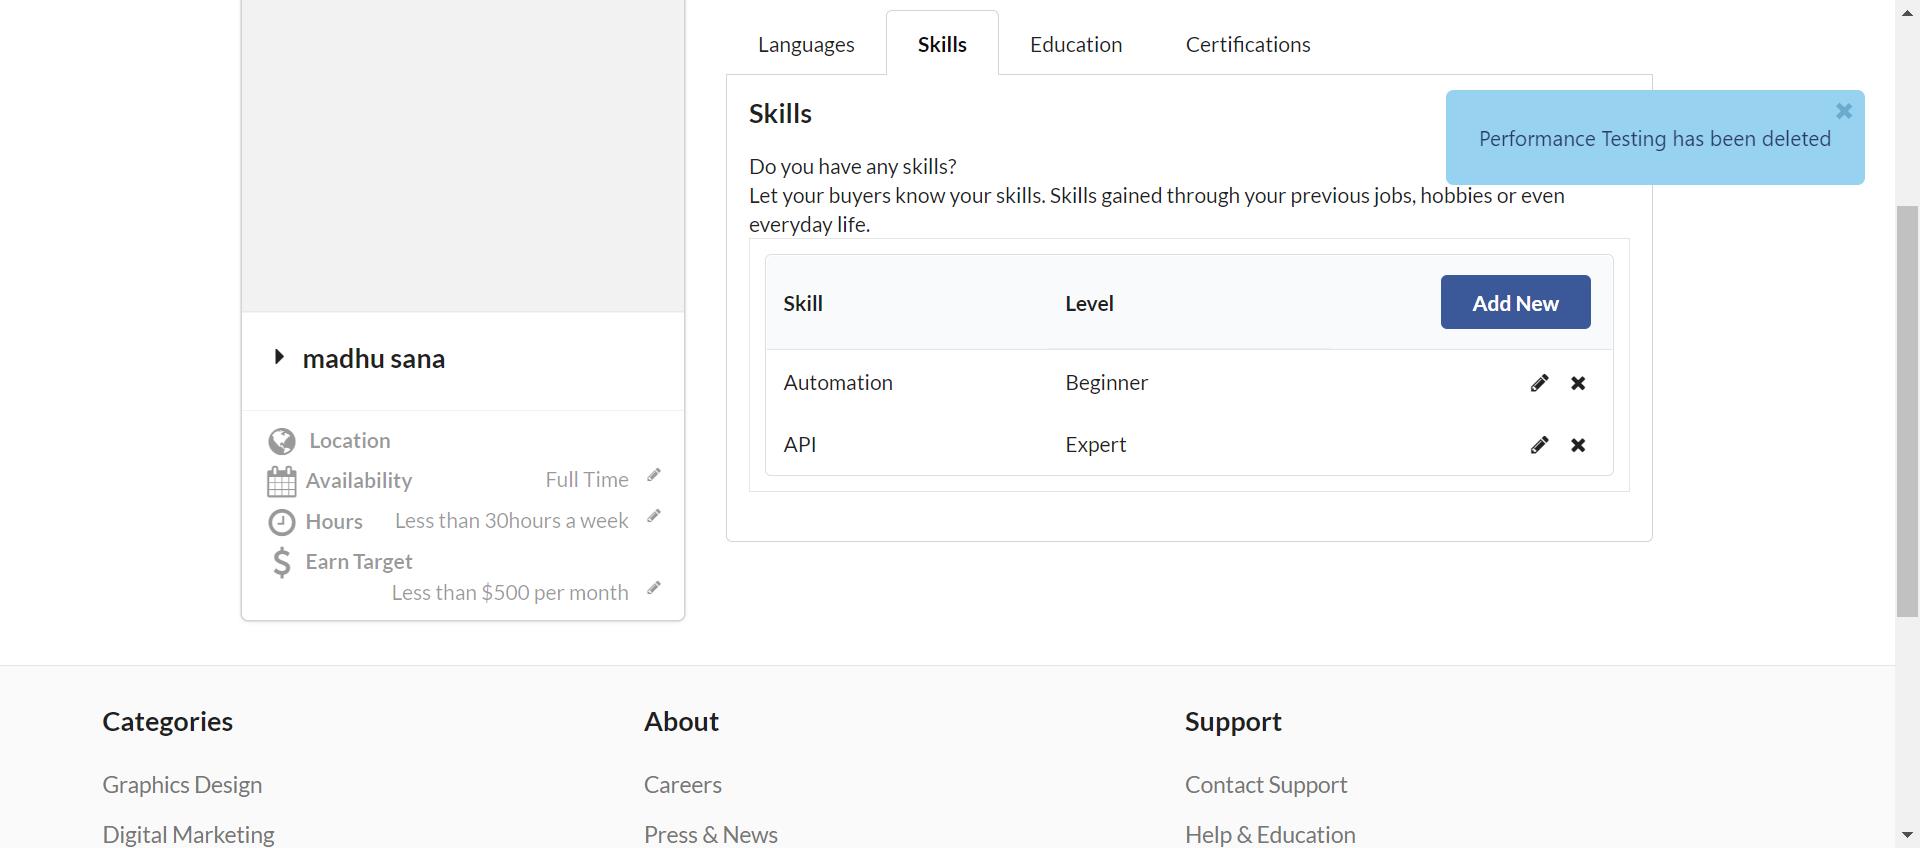 Languages
Skills
Education
Certifications
Skills
Performance Testing has been deleted
Do you have any skills?
Let your buyers know your skills. Skills gained through your previous jobs, hobbies or even
everyday life.
Skill
Level
Add New
Automation
Beginner
API
Expert
madhu sana
Location
Availability
Full Time
Hours
Less than 30hours a week
Earn Target
Less than $500 per month
Categories
About
Support
Graphics Design
Careers
Contact Support
Digital Marketing
Press & News
Help & Education